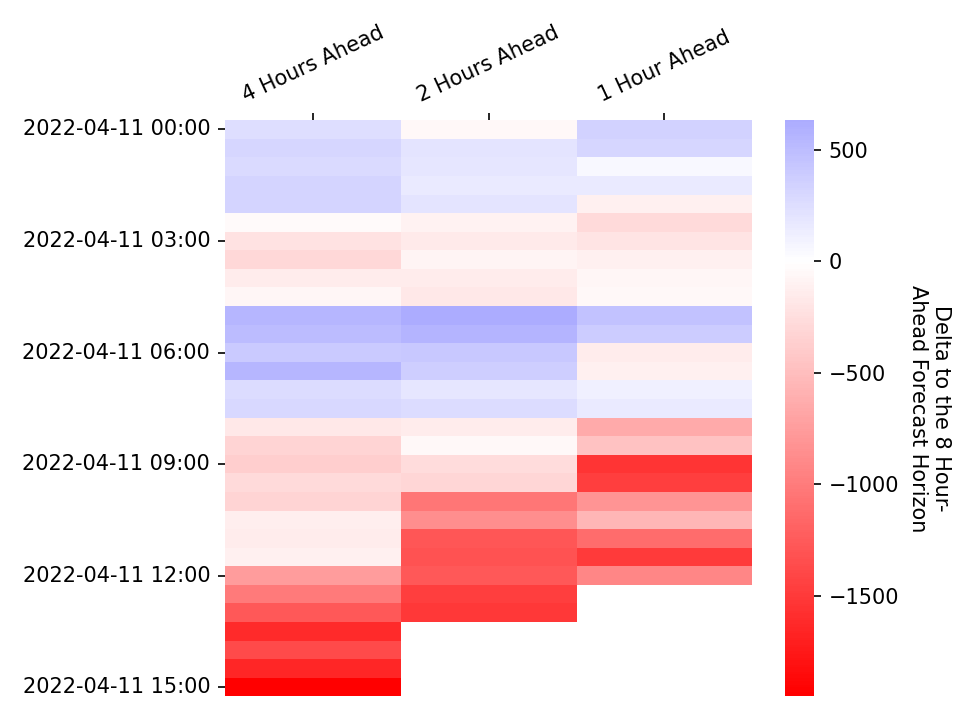 4 Hours Ahead
2 Hours Ahead
1 Hour Ahead
2022-04-11 00:00
2022-04-11 03:00
2022-04-11 06:00
2022-04-11 09:00
2022-04-11 12:00
2022-04-11 15:00
500
0
−500
−1000
−1500
Delta to the 8 Hour-
Ahead Forecast Horizon